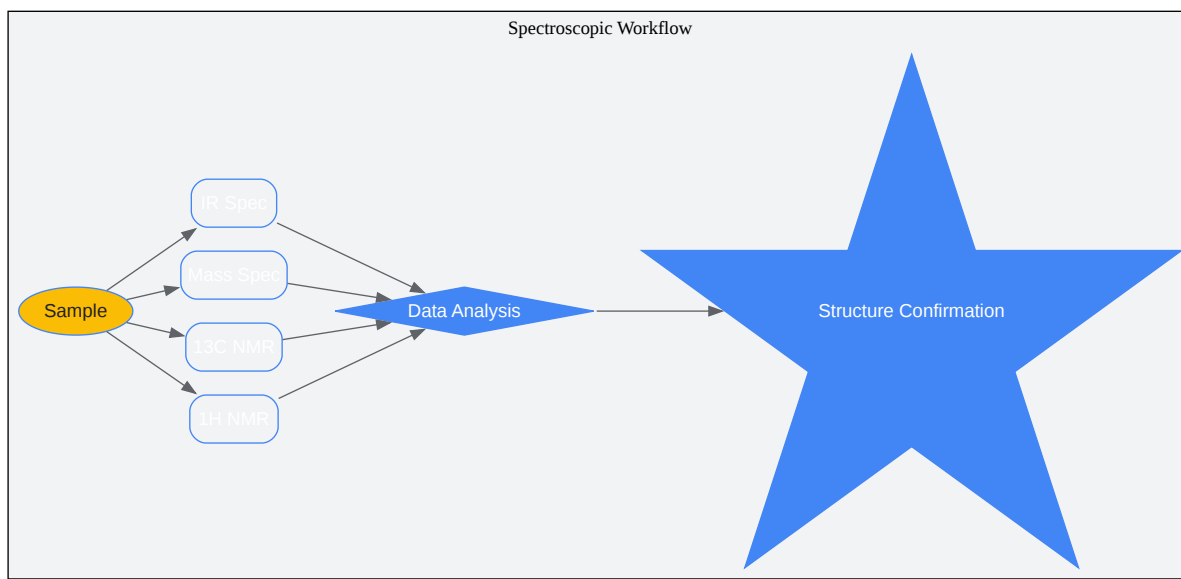 Spectroscopic Workflow
IR Spec
Mass Spec
Sample
Data Analysis
Structure Confirmation
13C NMR
1H NMR